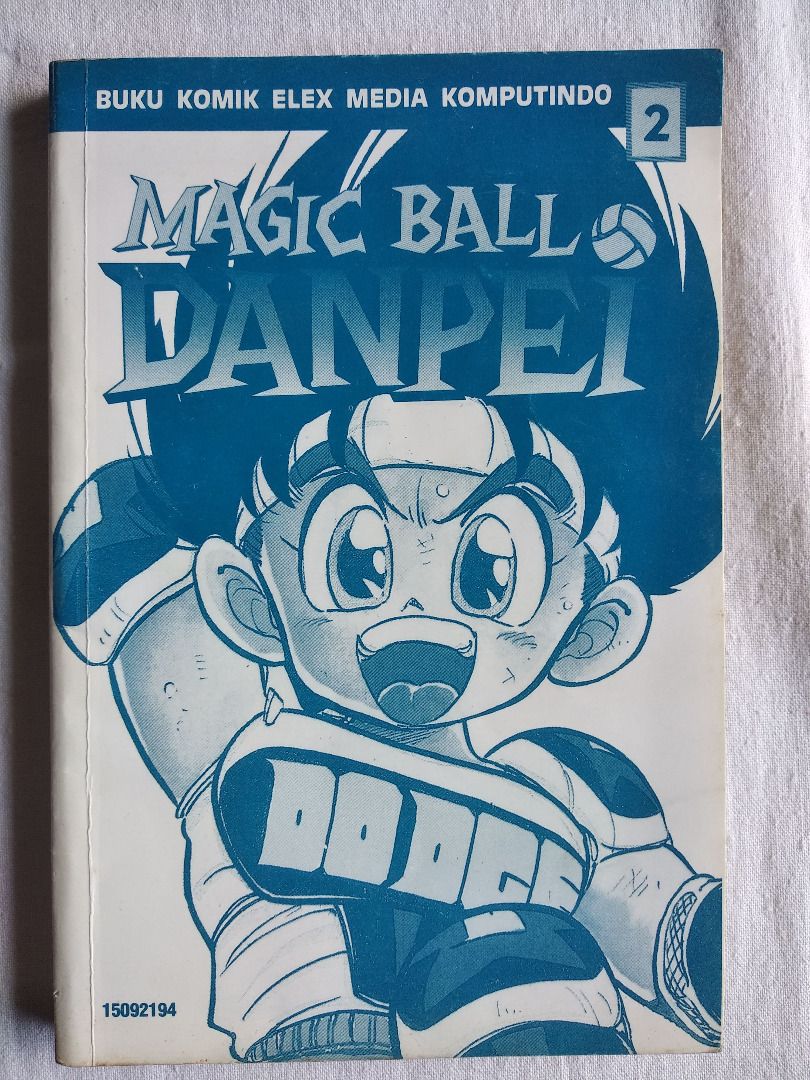 BUKU KOMIK ELEX MEDIA KOMPUTINDO
2
MAGIC BALL
DANPEI
DODGE
15092194